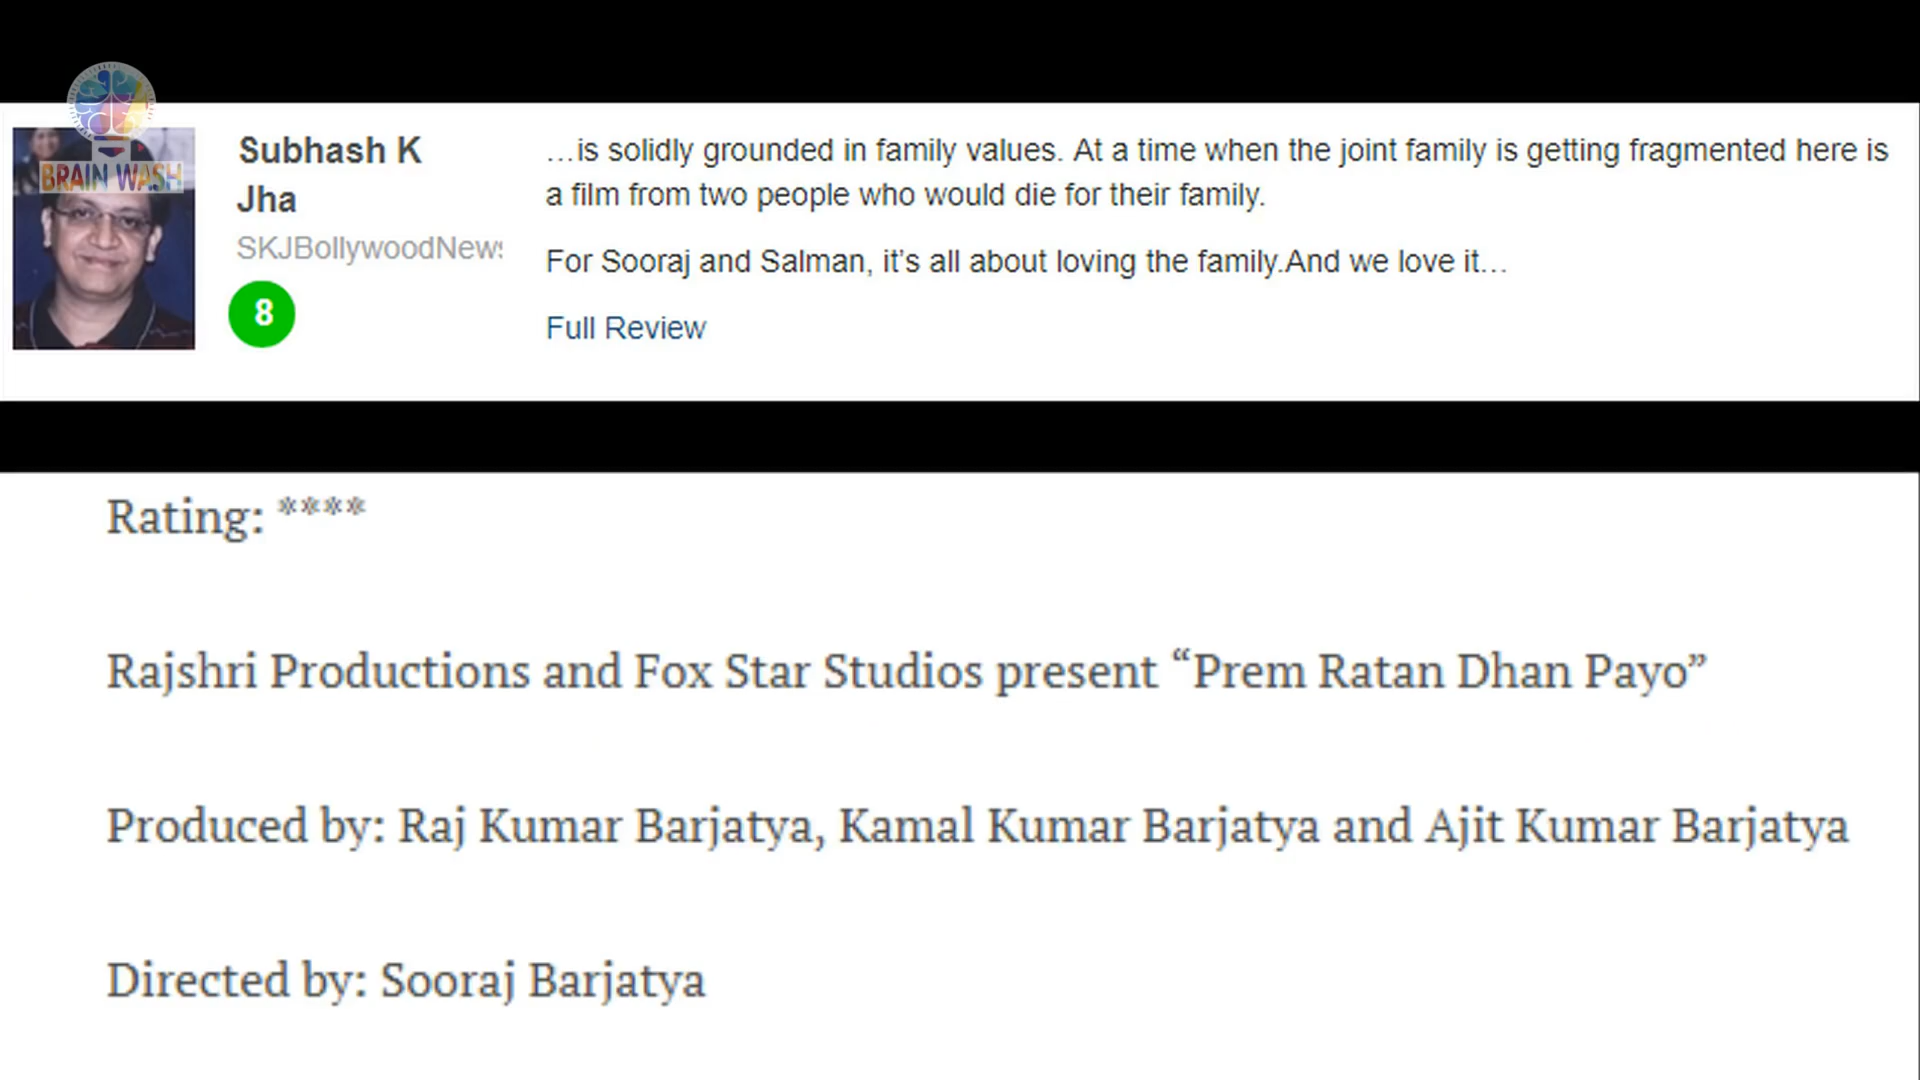 BRAIN WASH
Subhash K
Jha
SKJBollywoodNews
8
…is solidly grounded in family values. At a time when the joint family is getting fragmented here is
a film from two people who would die for their family.
For Sooraj and Salman, it’s all about loving the family.And we love it…
Full Review
Rating: ****
Rajshri Productions and Fox Star Studios present “Prem Ratan Dhan Payo”
Produced by: Raj Kumar Barjatya, Kamal Kumar Barjatya and Ajit Kumar Barjatya
Directed by: Sooraj Barjatya